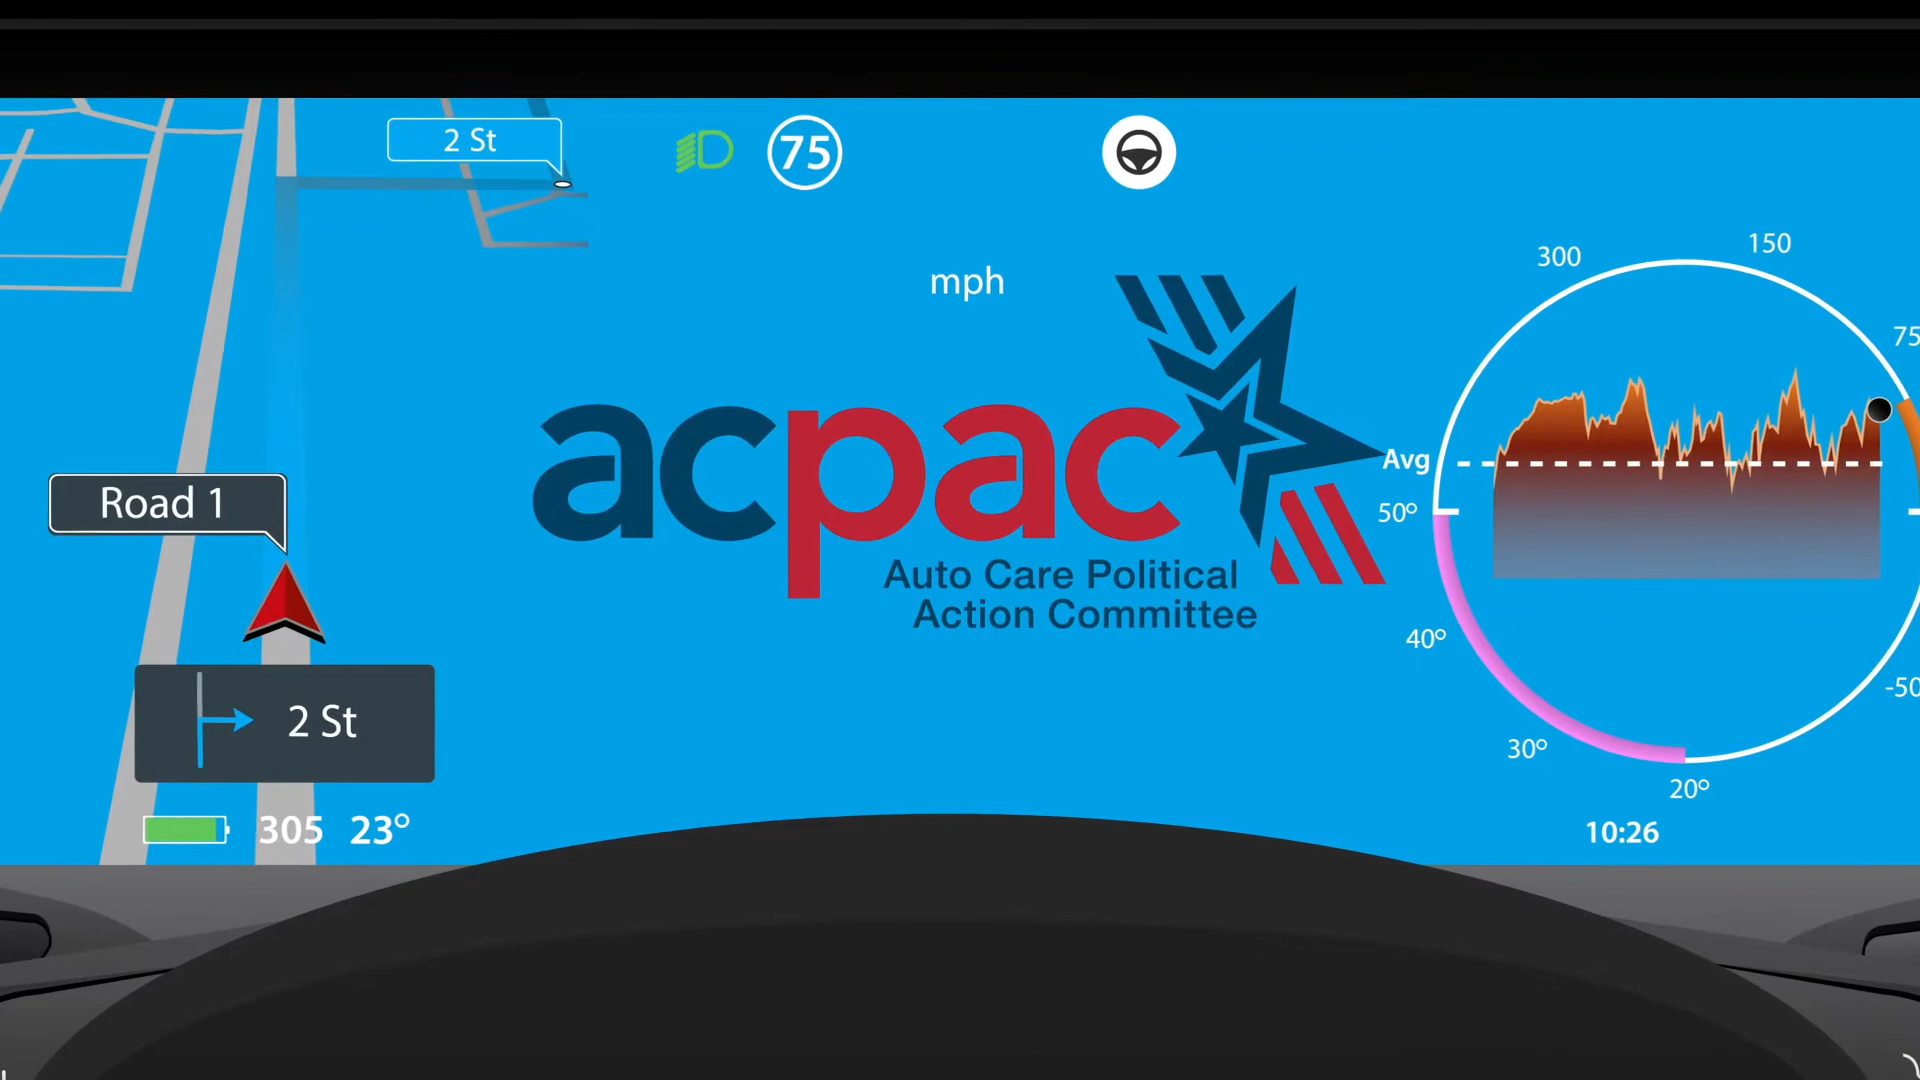 2 St
75
mph
300
150
75
acpac
Auto Care Political
Action Committee
Avg
50°
Road 1
40°
-50
2 St
30°
20°
305 23°
10:26